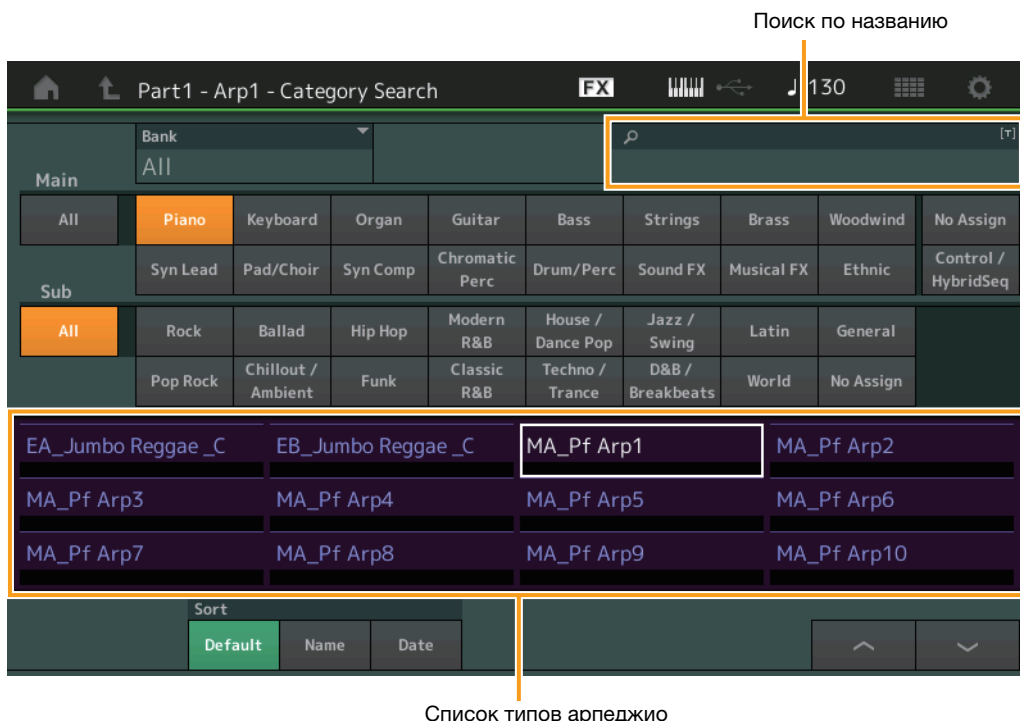 Поиск по названию
Part1 - Arp1 - Category Search FX ♩ 130
Bank
All
[T]
Main
All Piano Keyboard Organ Guitar Bass Strings Brass Woodwind No Assign
Syn Lead Pad/Choir Syn Comp Chromatic Perc Drum/Perc Sound FX Musical FX Ethnic Control / HybridSeq
Sub
All Rock Ballad Hip Hop Modern R&B House / Dance Pop Jazz / Swing Latin General
Pop Rock Chillout / Ambient Funk Classic R&B Techno / Trance D&B / Breakbeats World No Assign
EA_Jumbo Reggae _C EB_Jumbo Reggae _C MA_Pf Arp1 MA_Pf Arp2
MA_Pf Arp3 MA_Pf Arp4 MA_Pf Arp5 MA_Pf Arp6
MA_Pf Arp7 MA_Pf Arp8 MA_Pf Arp9 MA_Pf Arp10
Sort
Default Name Date
Список типов арпеджио